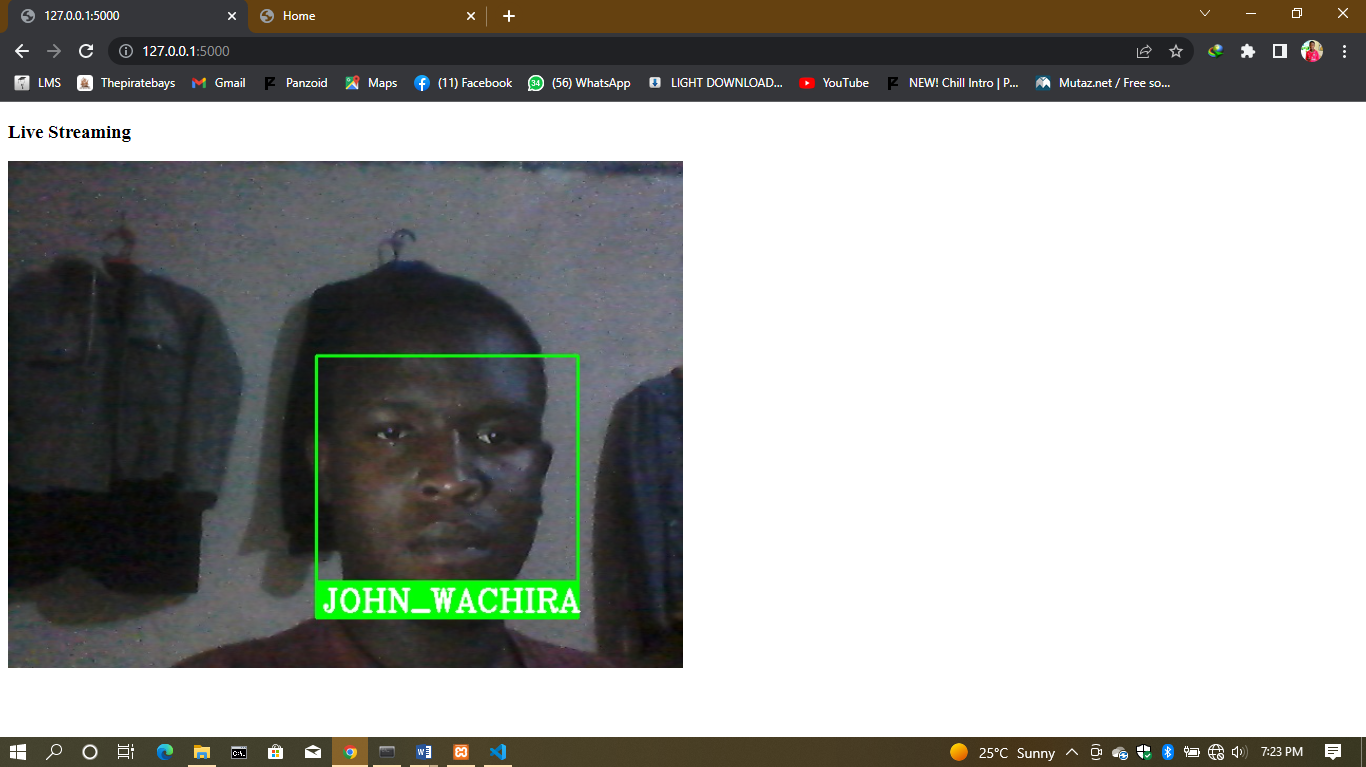 127.0.0.1:5000
Home
127.0.0.1:5000
LMS
Thepiratebays
Gmail
Panzoid
Maps
(11) Facebook
34
(56) WhatsApp
LIGHT DOWNLOAD...
YouTube
NEW! Chill Intro | P...
Mutaz.net / Free so...
Live Streaming
JOHN_WACHIRA
25°C Sunny
7:23 PM